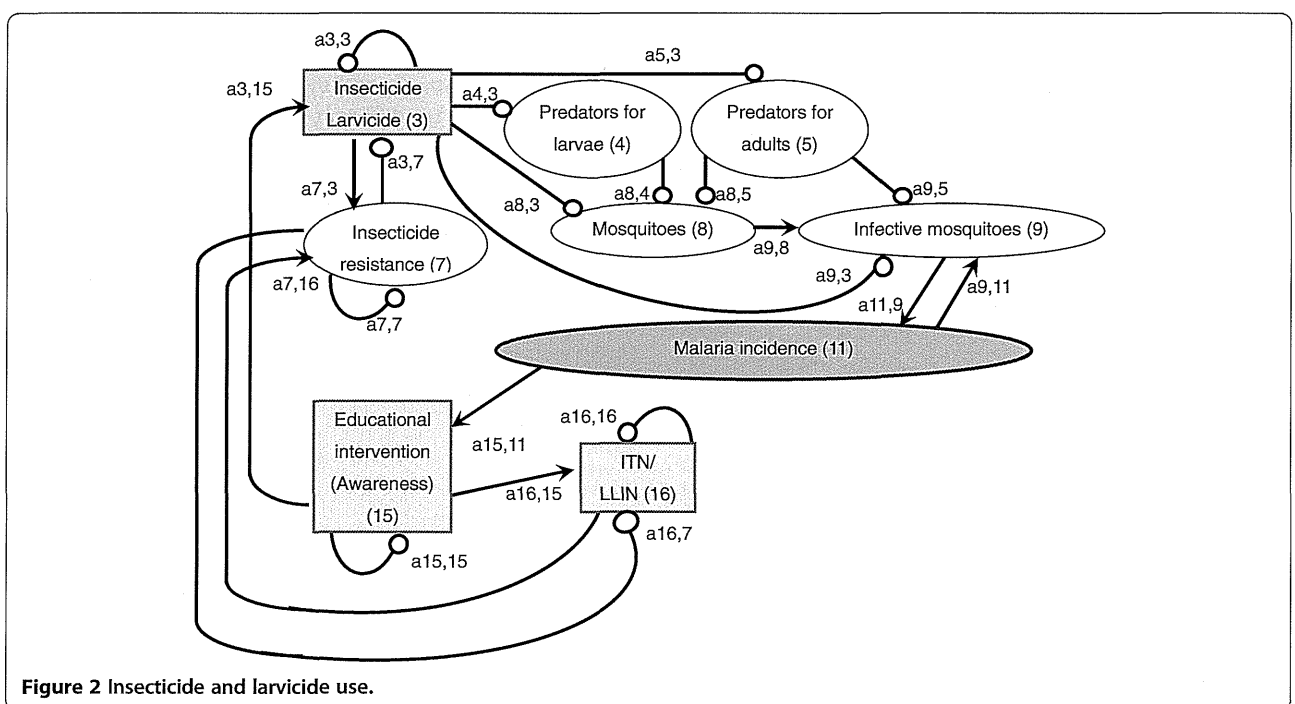 a3,3
a5,3
a3,15
Insecticide
Larvicide (3)
a4,3
Predators for
larvae (4)
Predators for
adults (5)
a3,7
a7,3
a8,3
a8,4
a8,5
a9,5
Insecticide
resistance (7)
Mosquitoes (8)
a9,8
Infective mosquitoes (9)
a7,16
a9,3
a11,9
a9,11
a7,7
Malaria incidence (11)
Educational
intervention
(Awareness)
(15)
a15,11
a16,16
ITN/
LLIN (16)
a16,15
a16,7
a15,15
Figure 2 Insecticide and larvicide use.